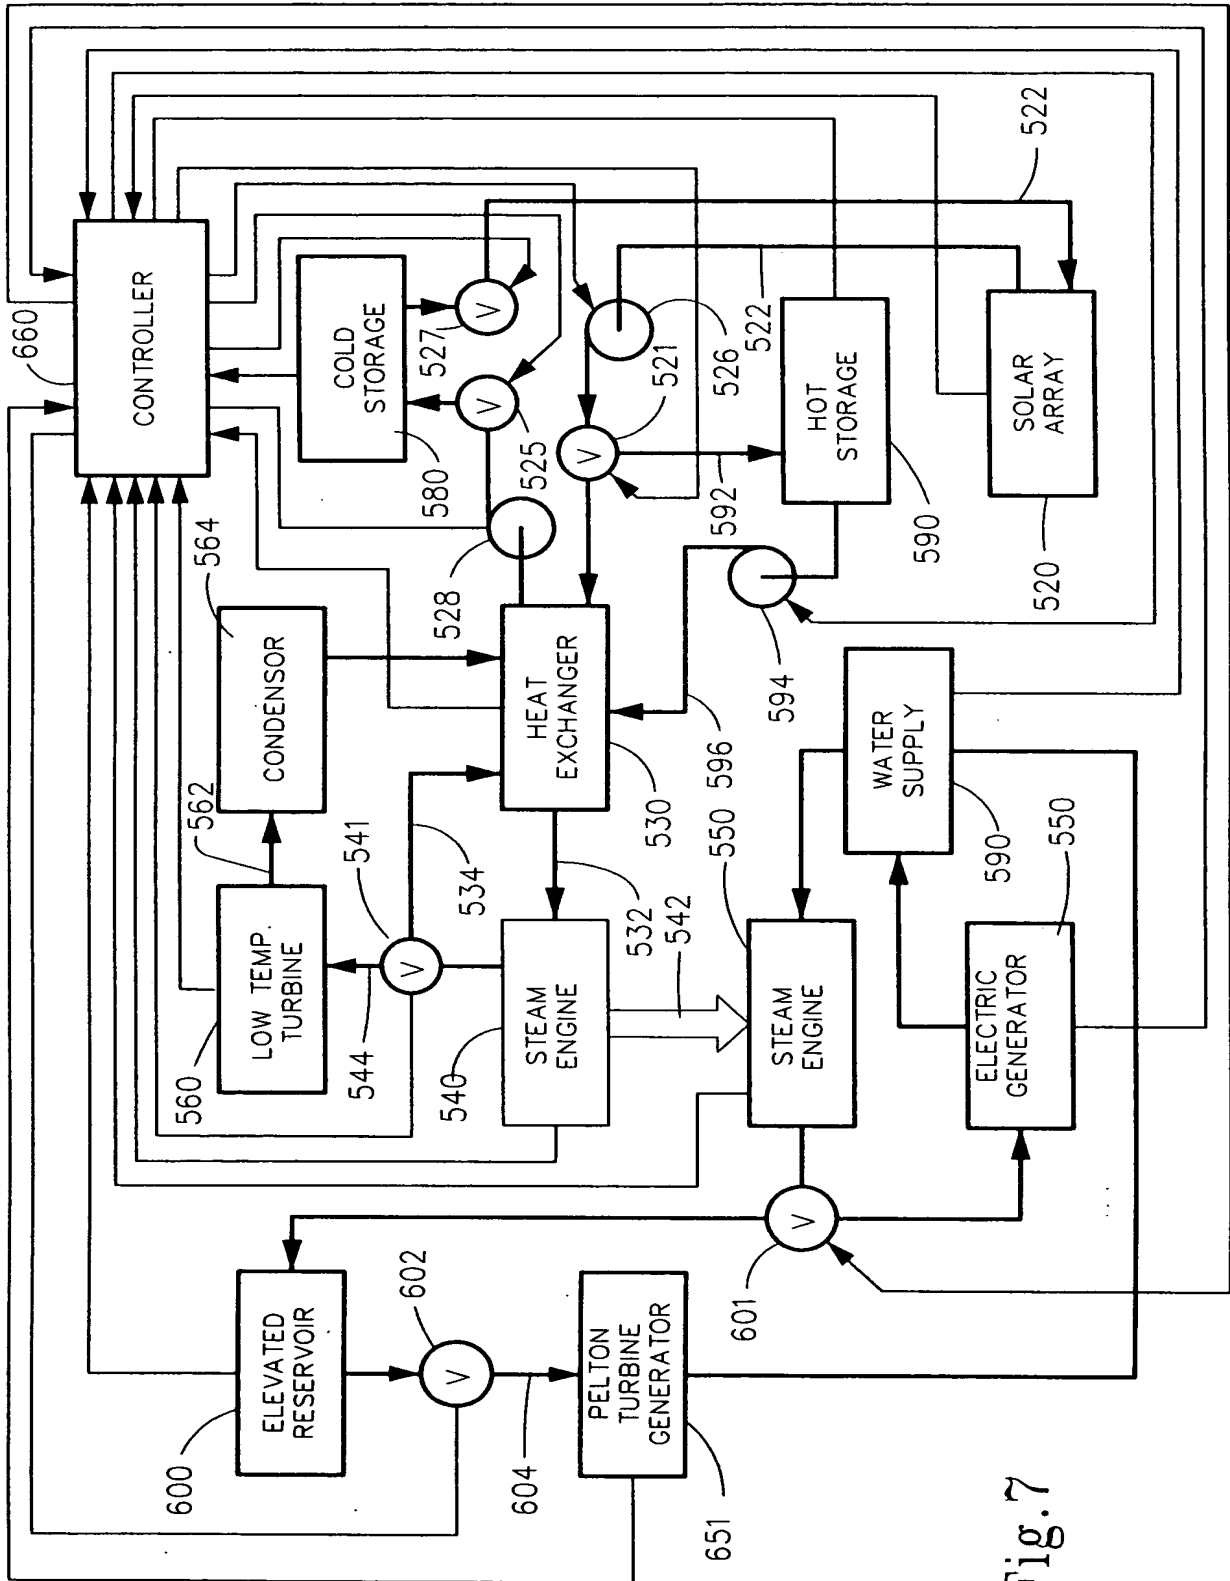 660
CONTROLLER
564
CONDENSOR
562
LOW TEMP.
TURBINE
560
544
541
534
COLD
STORAGE
580
527
V
V
525
528
522
522
526
521
V
592
HOT
STORAGE
590
SOLAR
ARRAY
520
594
596
HEAT
EXCHANGER
530
532
542
V
STEAM
ENGINE
540
550
STEAM
ENGINE
WATER
SUPPLY
590
550
ELECTRIC
GENERATOR
V
601
ELEVATED
RESERVOIR
600
602
V
604
PELTON
TURBINE
GENERATOR
651
Fig.7